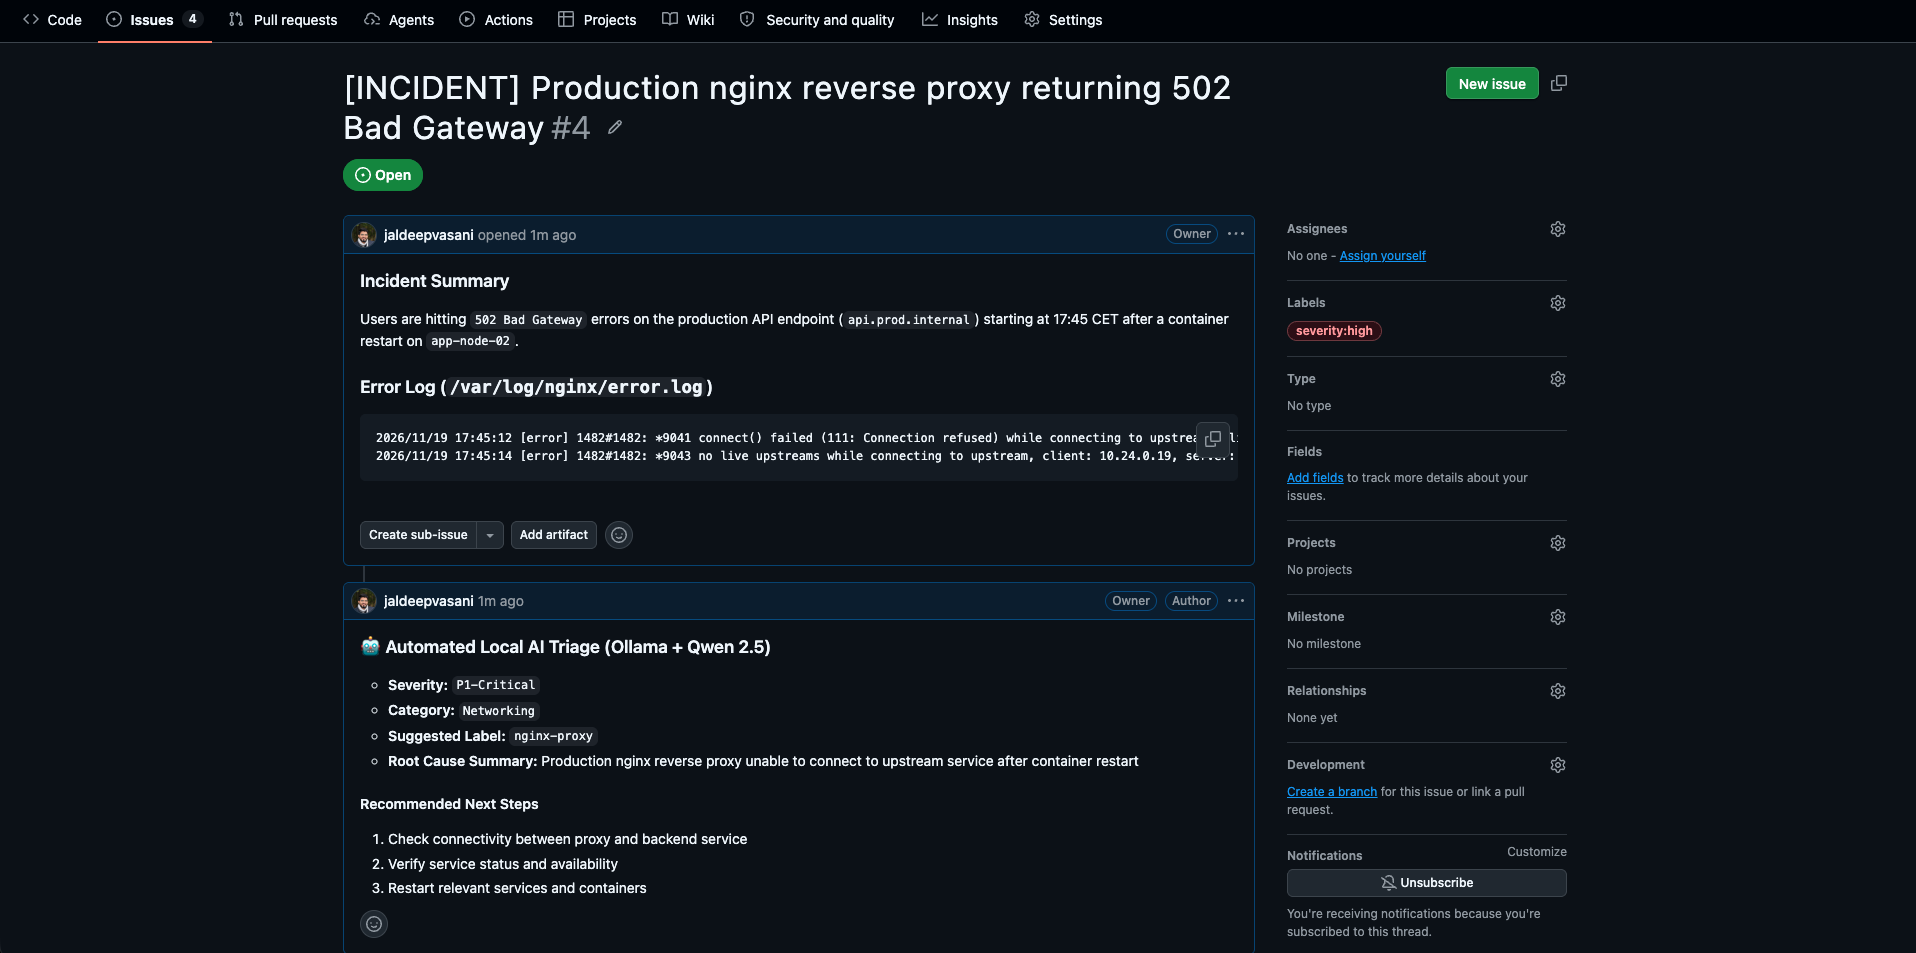 Code Issues 4 Pull requests Agents Actions Projects Wiki Security and quality Insights Settings
[INCIDENT] Production nginx reverse proxy returning 502
Bad Gateway #4
New issue
Open
jaldeepvasani opened 1m ago Owner
Incident Summary
Users are hitting 502 Bad Gateway errors on the production API endpoint ( api.prod.internal ) starting at 17:45 CET after a container
restart on app-node-02 .
Error Log ( /var/log/nginx/error.log )
2026/11/19 17:45:12 [error] 1482#1482: *9041 connect() failed (111: Connection refused) while connecting to
2026/11/19 17:45:14 [error] 1482#1482: *9043 no live upstreams while connecting to upstream, client: 10.24.0.19,
Create sub-issue Add artifact
jaldeepvasani 1m ago Owner Author
Automated Local AI Triage (Ollama + Qwen 2.5)
Severity: P1-Critical
Category: Networking
Suggested Label: nginx-proxy
Root Cause Summary: Production nginx reverse proxy unable to connect to upstream service after container restart
Recommended Next Steps
1. Check connectivity between proxy and backend service
2. Verify service status and availability
3. Restart relevant services and containers
Assignees
No one - Assign yourself
Labels
severity:high
Type
No type
Fields
Add fields to track more details about your
issues.
Projects
No projects
Milestone
No milestone
Relationships
None yet
Development
Create a branch for this issue or link a pull
request.
Notifications Customize
Unsubscribe
You're receiving notifications because you're
subscribed to this thread.